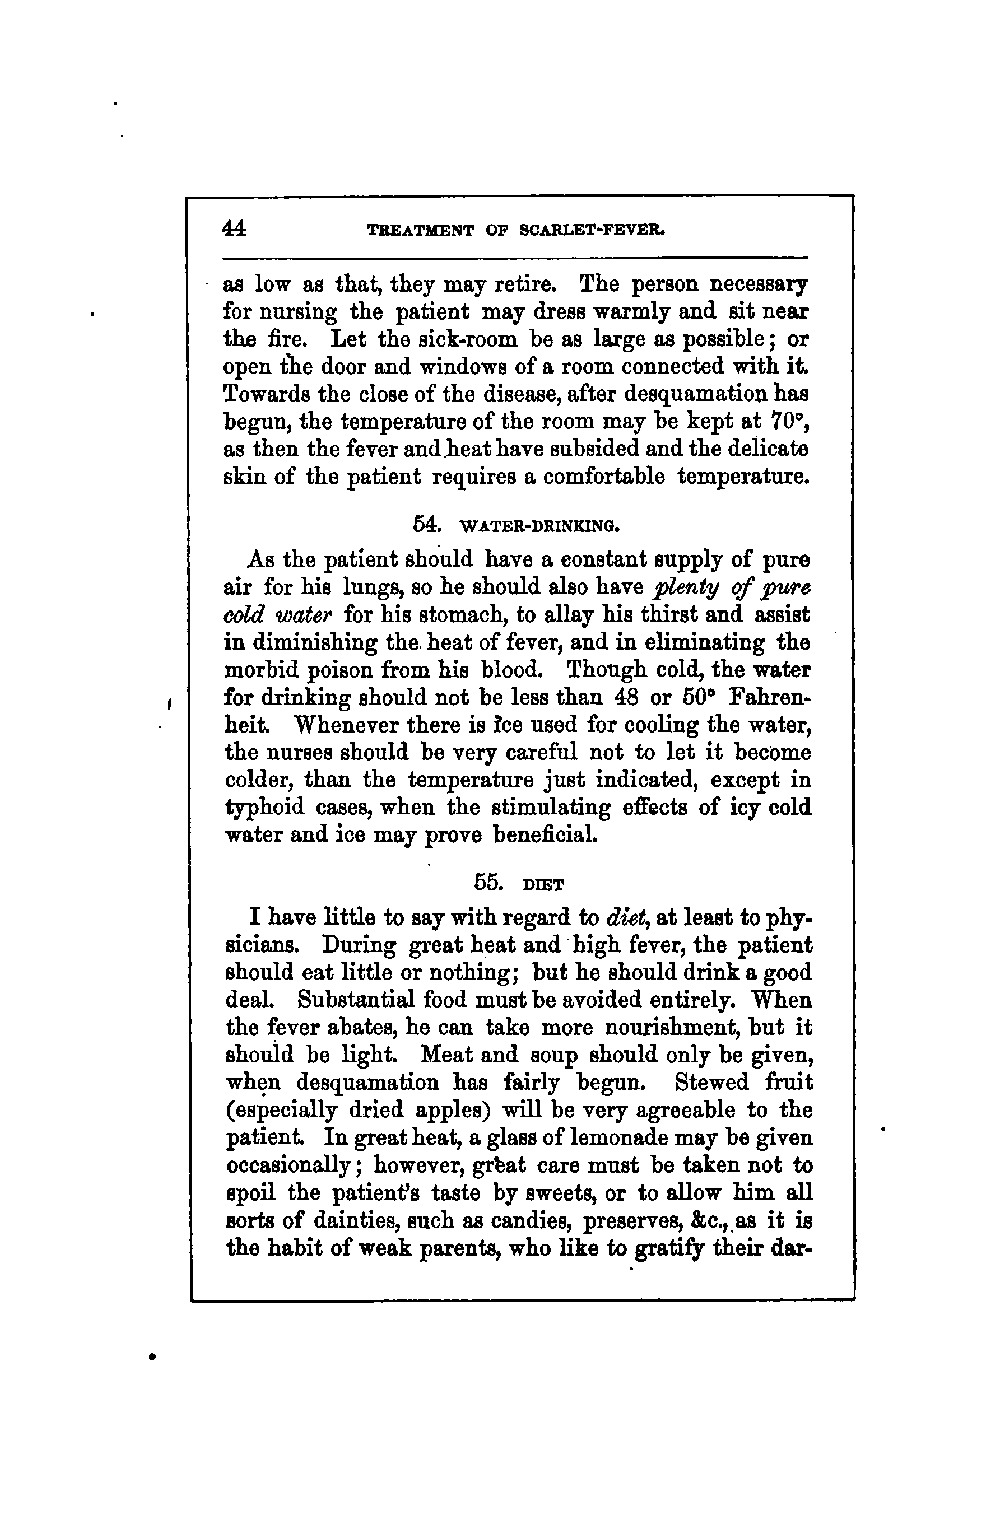 44 TREATMENT OF SCARLET-FEVER.
as low as that, they may retire. The person necessary
for nursing the patient may dress warmly and sit near
the fire. Let the sick-room be as large as possible; or
open the door and windows of a room connected with it.
Towards the close of the disease, after desquamation has
begun, the temperature of the room may be kept at 70°,
as then the fever and heat have subsided and the delicate
skin of the patient requires a comfortable temperature.
54. WATER-DRINKING.
As the patient should have a constant supply of pure
air for his lungs, so he should also have plenty of pure
cold water for his stomach, to allay his thirst and assist
in diminishing the heat of fever, and in eliminating the
morbid poison from his blood. Though cold, the water
for drinking should not be less than 48 or 50° Fahren-
heit. Whenever there is Ice used for cooling the water,
the nurses should be very careful not to let it become
colder, than the temperature just indicated, except in
typhoid cases, when the stimulating effects of icy cold
water and ice may prove beneficial.
55. DIET
I have little to say with regard to diet, at least to phy-
sicians. During great heat and high fever, the patient
should eat little or nothing; but he should drink a good
deal. Substantial food must be avoided entirely. When
the fever abates, he can take more nourishment, but it
should be light. Meat and soup should only be given,
when desquamation has fairly begun. Stewed fruit
(especially dried apples) will be very agreeable to the
patient. In great heat, a glass of lemonade may be given
occasionally; however, great care must be taken not to
spoil the patient's taste by sweets, or to allow him all
sorts of dainties, such as candies, preserves, &c., as it is
the habit of weak parents, who like to gratify their dar-